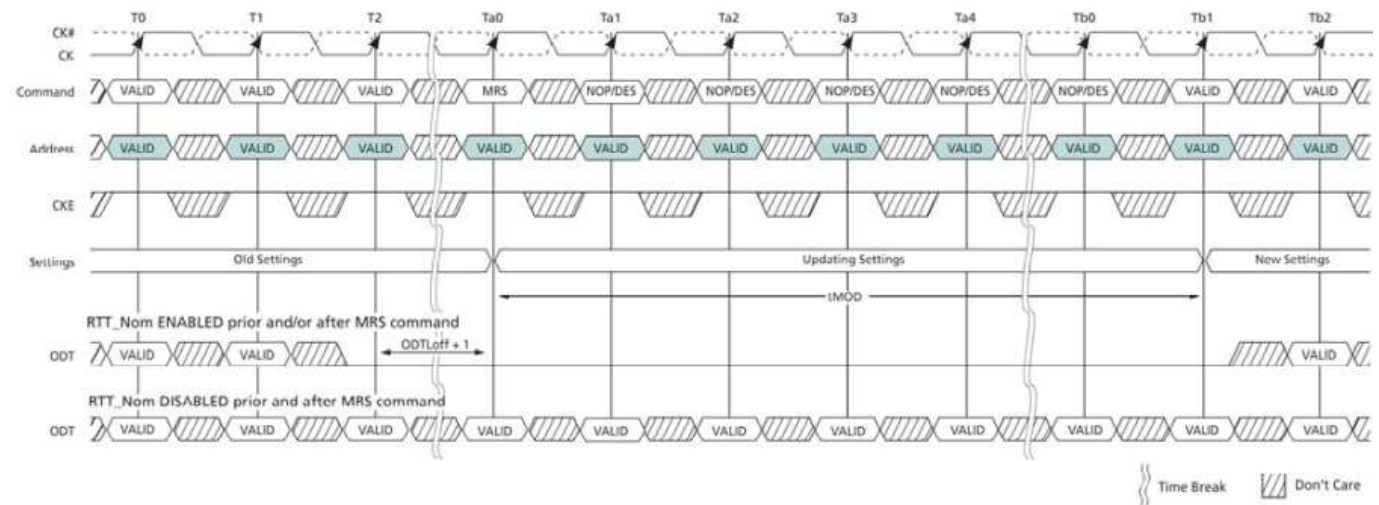 T0 T1 T2 Ta0 Ta1 Ta2 Ta3 Ta4 Tb0 Tb1 Tb2
CK#
CK
Command VALID VALID VALID MRS NOP/DES NOP/DES NOP/DES NOP/DES NOP/DES VALID VALID
Address VALID VALID VALID VALID VALID VALID VALID VALID VALID VALID VALID
CKE
Settings Old Settings Updating Settings New Settings
tMOD
RTT_Nom ENABLED prior and/or after MRS command
ODT VALID VALID ODTLoff + 1 VALID
RTT_Nom DISABLED prior and after MRS command
ODT VALID VALID VALID VALID VALID VALID VALID VALID VALID VALID VALID
Time Break Don't Care